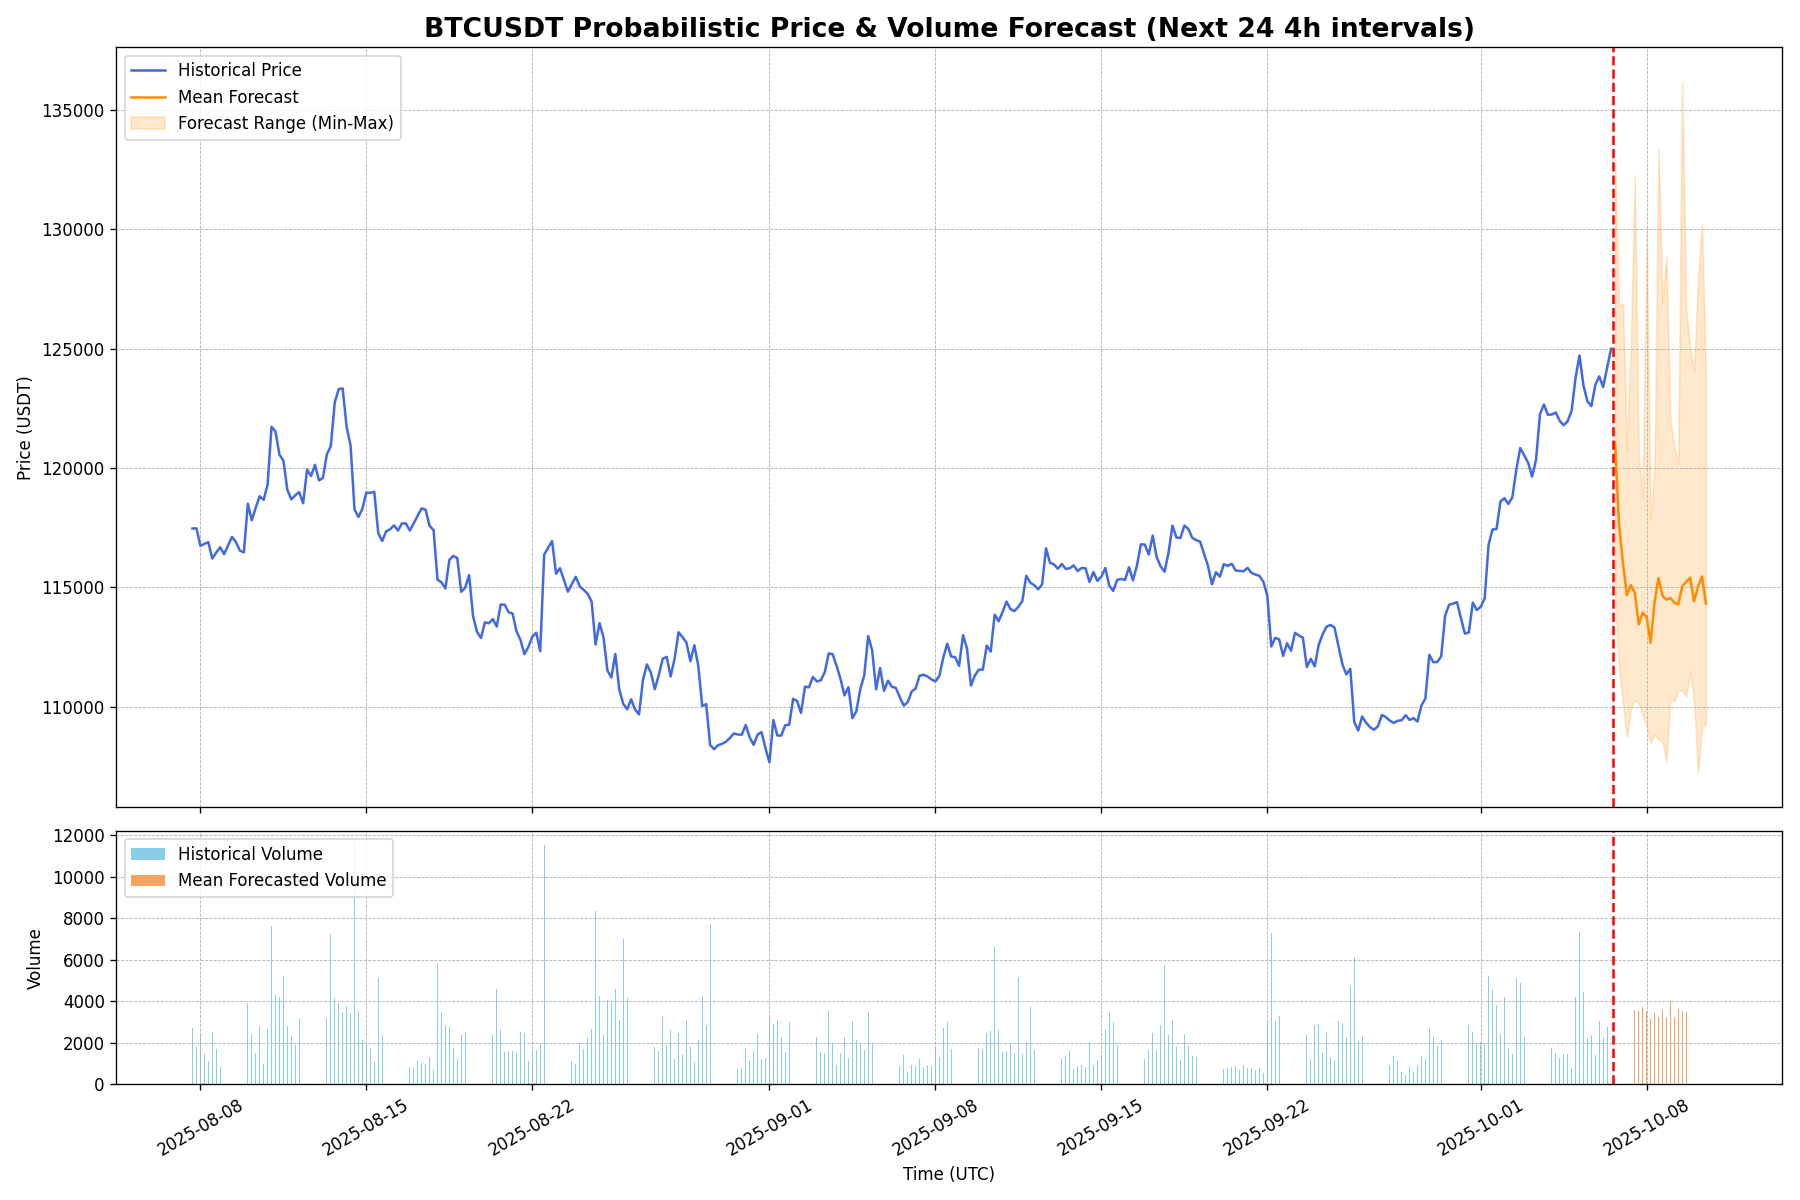 BTCUSDT Probabilistic Price & Volume Forecast (Next 24 4h intervals)
Historical Price
Mean Forecast
Forecast Range (Min-Max)
135000
130000
125000
120000
115000
110000
Price (USDT)
Historical Volume
Mean Forecasted Volume
12000
10000
8000
6000
4000
2000
0
Volume
2025-08-08
2025-08-15
2025-08-22
2025-09-01
2025-09-08
2025-09-15
2025-09-22
2025-10-01
2025-10-08
Time (UTC)